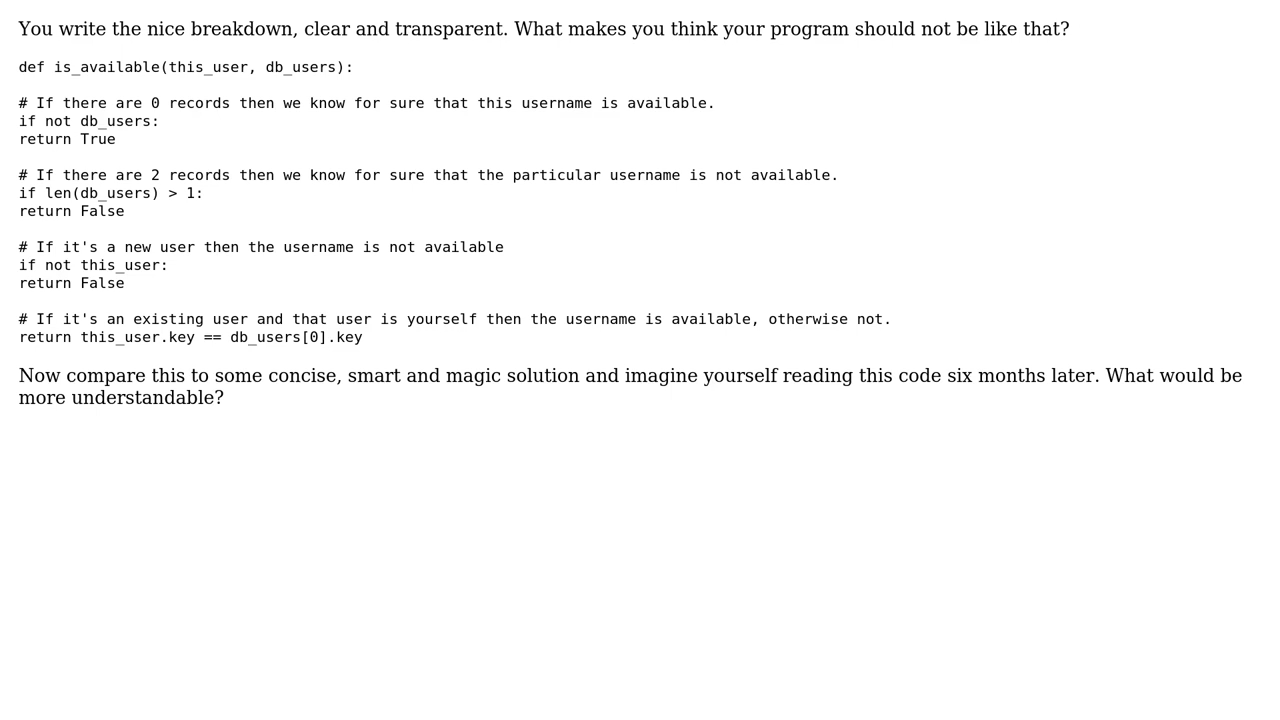 You write the nice breakdown, clear and transparent. What makes you think your program should not be like that?
def is_available(this_user, db_users):
# If there are 0 records then we know for sure that this username is available.
if not db_users:
return True
# If there are 2 records then we know for sure that the particular username is not available.
if len(db_users) > 1:
return False
# If it's a new user then the username is not available
if not this_user:
return False
# If it's an existing user and that user is yourself then the username is available, otherwise not.
return this_user.key == db_users[0].key
Now compare this to some concise, smart and magic solution and imagine yourself reading this code six months later. What would be
more understandable?